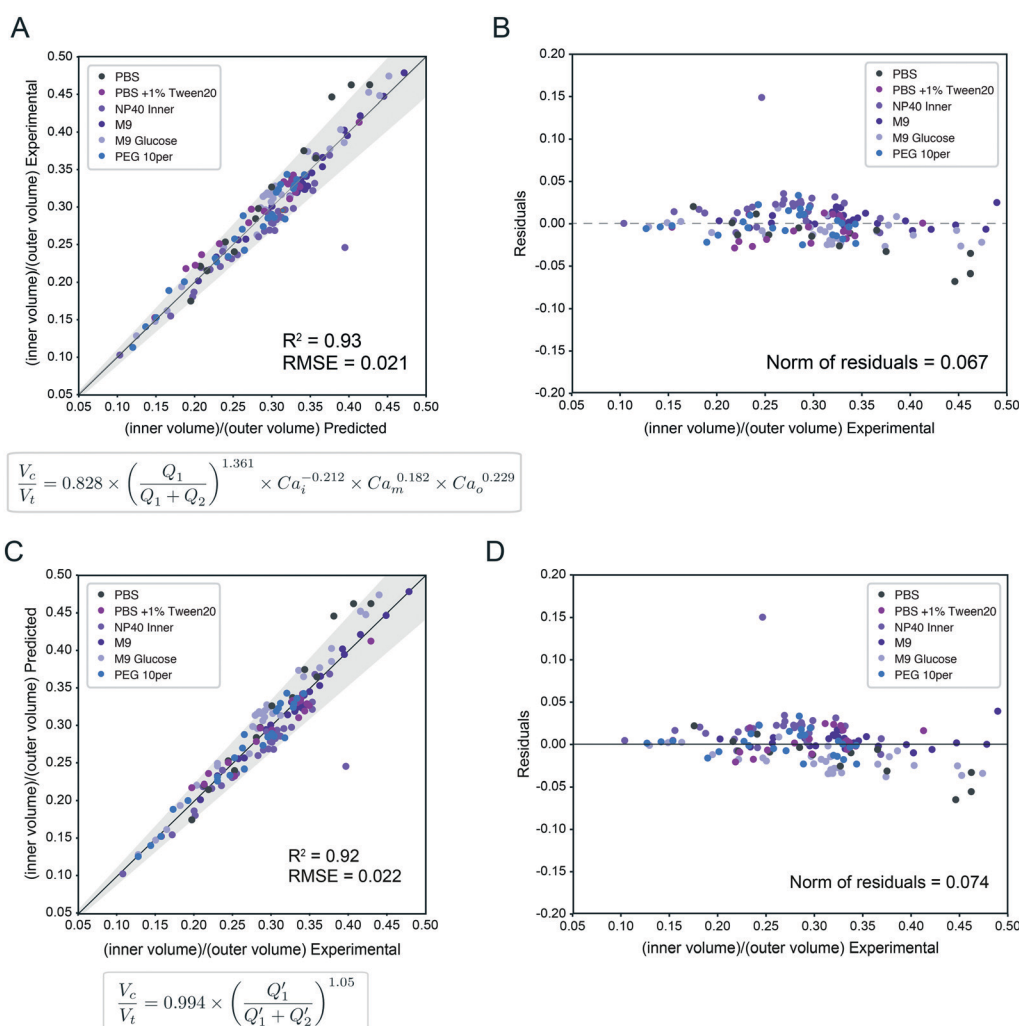 A
(inner volume)/(outer volume) Experimental
0.50
0.45
0.40
0.35
0.30
0.25
0.20
0.15
0.10
0.05
PBS
PBS +1% Tween20
NP40 Inner
M9
M9 Glucose
PEG 10per
R² = 0.93
RMSE = 0.021
0.05 0.10 0.15 0.20 0.25 0.30 0.35 0.40 0.45 0.50
(inner volume)/(outer volume) Predicted
V_c/V_t = 0.828 × (Q_1/(Q_1 + Q_2))^1.361 × Ca_i^-0.212 × Ca_m^0.182 × Ca_o^0.229
B
Residuals
0.20
0.15
0.10
0.05
0.00
-0.05
-0.10
-0.15
-0.20
PBS
PBS +1% Tween20
NP40 Inner
M9
M9 Glucose
PEG 10per
Norm of residuals = 0.067
0.05 0.10 0.15 0.20 0.25 0.30 0.35 0.40 0.45 0.50
(inner volume)/(outer volume) Experimental
C
(inner volume)/(outer volume) Predicted
0.50
0.45
0.40
0.35
0.30
0.25
0.20
0.15
0.10
0.05
PBS
PBS +1% Tween20
NP40 Inner
M9
M9 Glucose
PEG 10per
R² = 0.92
RMSE = 0.022
0.05 0.10 0.15 0.20 0.25 0.30 0.35 0.40 0.45 0.50
(inner volume)/(outer volume) Experimental
V_c/V_t = 0.994 × (Q'_1/(Q'_1 + Q'_2))^1.05
D
Residuals
0.20
0.15
0.10
0.05
0.00
-0.05
-0.10
-0.15
-0.20
PBS
PBS +1% Tween20
NP40 Inner
M9
M9 Glucose
PEG 10per
Norm of residuals = 0.074
0.05 0.10 0.15 0.20 0.25 0.30 0.35 0.40 0.45 0.50
(inner volume)/(outer volume) Experimental